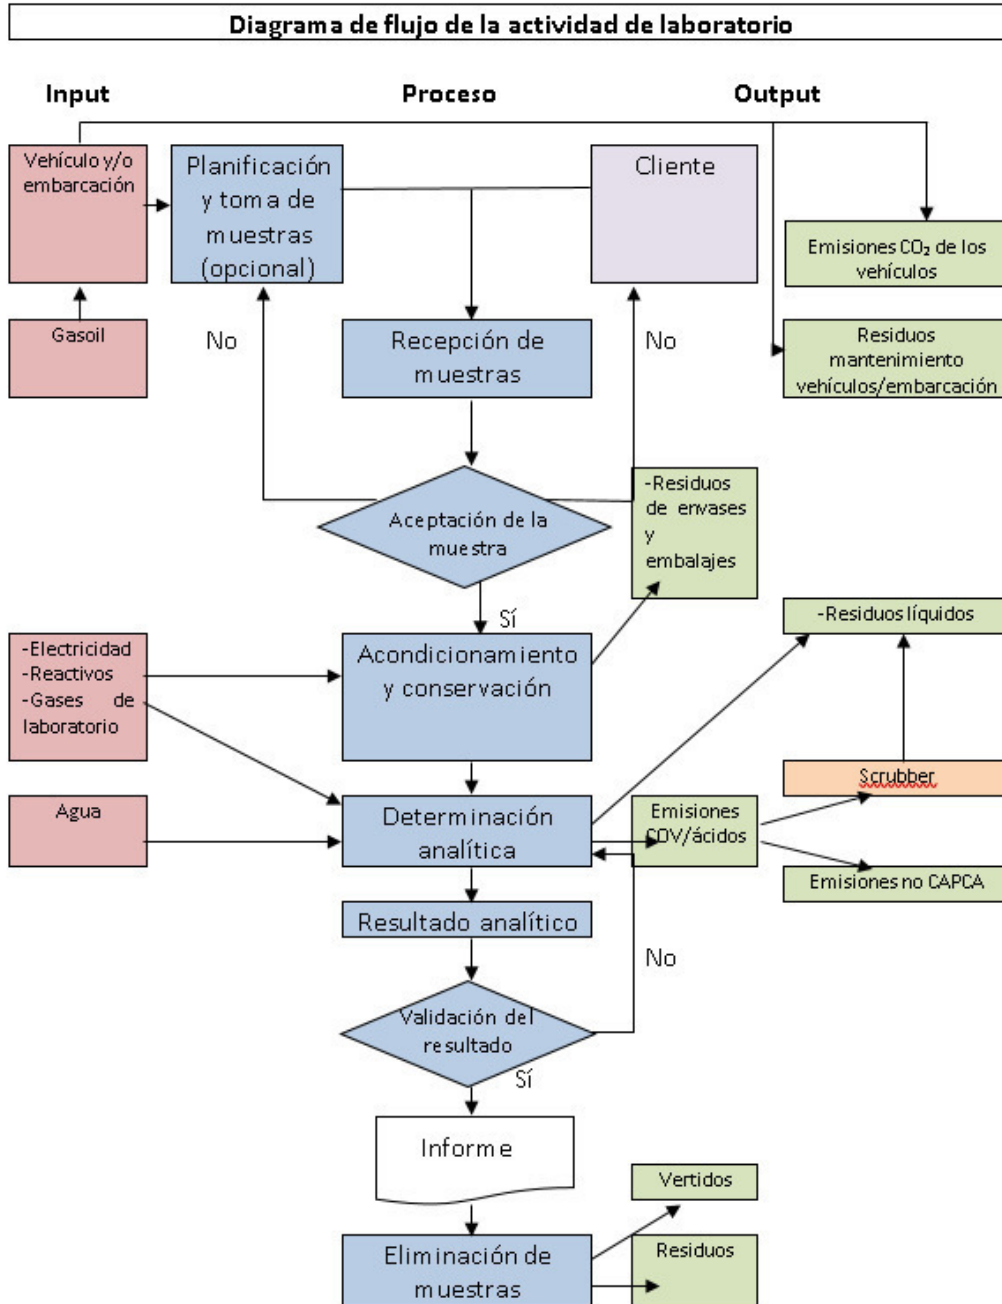 Diagrama de flujo de la actividad de laboratorio
Input
Proceso
Output
Vehículo y/o
embarcación
Planificación
y toma de
muestras
(opcional)
Cliente
Emisiones CO₂ de los
vehículos
Gasoil
No
Recepción de
muestras
No
Residuos
mantenimiento
vehículos/embarcación
Aceptación de la
muestra
-Residuos
de envases
y
embalajes
Sí
-Residuos líquidos
-Electricidad
-Reactivos
-Gases de
laboratorio
Acondicionamiento
y conservación
Scrubber
Agua
Determinación
analítica
Emisiones
COV/ácidos
Emisiones no CAPCA
Resultado analítico
No
Validación del
resultado
Sí
Informe
Vertidos
Eliminación de
muestras
Residuos